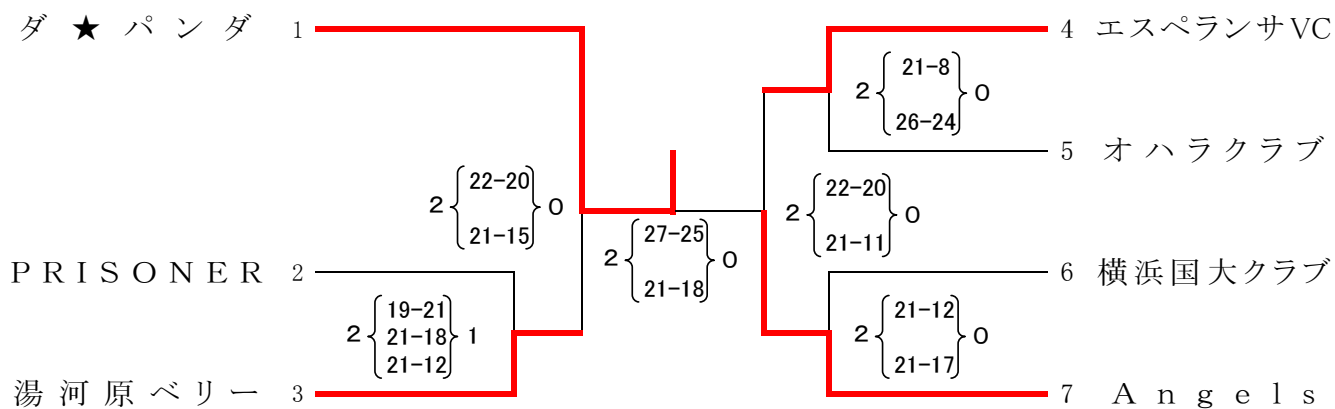 ダ ★ パ ン ダ 1
4 エスペランサVC
21-8
2 0
26-24
5 オ ハ ラ ク ラ ブ
22-20
2 0
21-15
22-20
2 0
21-11
27-25
2 0
21-18
P R I S O N E R 2
6 横浜国大クラブ
19-21
2 21-18 1
21-12
21-12
2 0
21-17
湯 河 原 ベ リ ー 3
7 A n g e l s